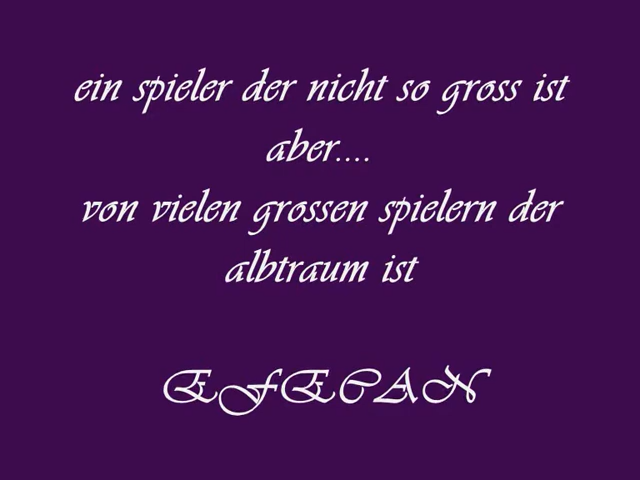 ein spieler der nicht so gross ist
aber....
von vielen grossen spielern der
albtraum ist
EFECAN